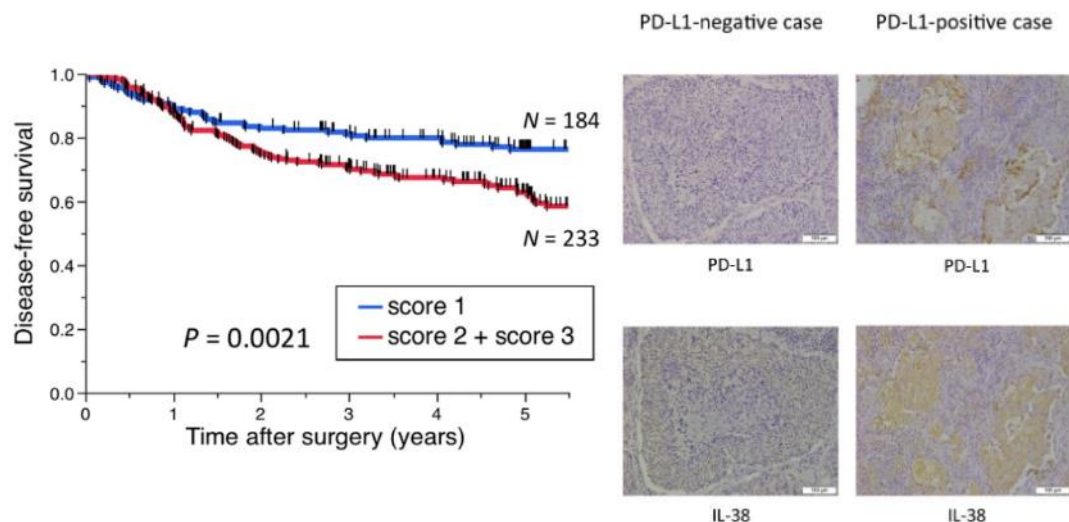 PD-L1-negative case
PD-L1-positive case
1.0
0.8
0.6
0.4
0.2
0.0
Disease-free survival
N = 184
N = 233
P = 0.0021
score 1
score 2 + score 3
0 1 2 3 4 5
Time after surgery (years)
PD-L1
PD-L1
IL-38
IL-38